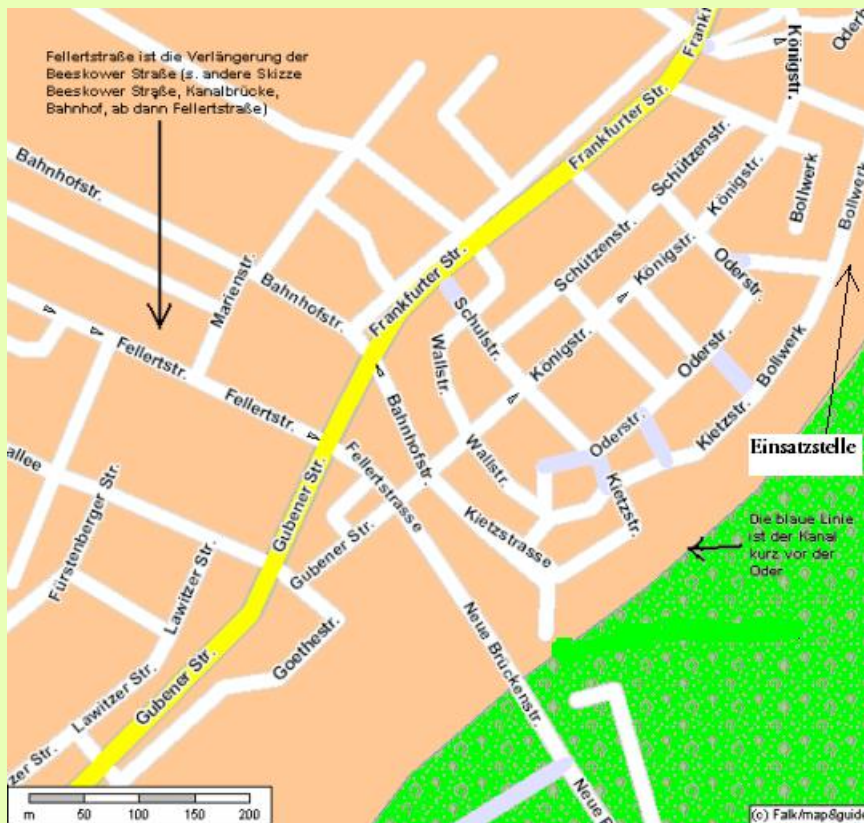 Fellertstraße ist die Verlängerung der
Beeskower Straße (s. andere Skizze
Beeskower Straße, Kanalbrücke,
Bahnhof, ab dann Fellertstraße)
Frankfurter Str.
Königstr.
Schützenstr.
Königstr.
Bollwerk
Bollwerk
Bahnhofstr.
Marienstr.
Bahnhofstr.
Frankfurter Str.
Schulstr.
Schützenstr.
Königstr.
Oderstr.
Fellertstr.
Wallstr.
Königstr.
Oderstr.
Bollwerk
Fellertstr.
Bahnhofstr.
Wallstr.
Oderstr.
Kietzstr.
Einsatzstelle
allee
Fürstenberger Str.
Gubener Str.
Fellertstrasse
Kietzstr.
Kietzstrasse
Die blaue Linie
ist der Kanal
kurz vor der
Oder
Lawitzer Str.
Gubener Str.
Goethestr.
Neue Brückenstr.
Lawitzer Str.
Gubener Str.
Str.
Neue
m 50 100 150 200
(c) Falk/map&guide